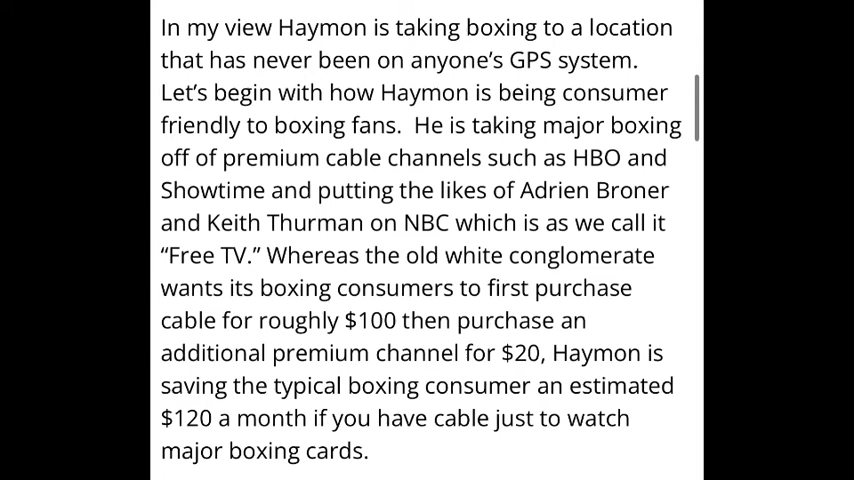 In my view Haymon is taking boxing to a location
that has never been on anyone’s GPS system.
Let’s begin with how Haymon is being consumer
friendly to boxing fans.  He is taking major boxing
off of premium cable channels such as HBO and
Showtime and putting the likes of Adrien Broner
and Keith Thurman on NBC which is as we call it
“Free TV.” Whereas the old white conglomerate
wants its boxing consumers to first purchase
cable for roughly $100 then purchase an
additional premium channel for $20, Haymon is
saving the typical boxing consumer an estimated
$120 a month if you have cable just to watch
major boxing cards.